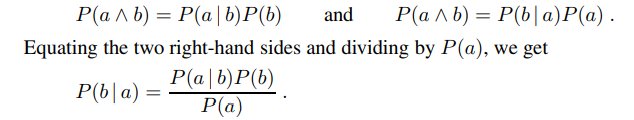 P(a ∧ b) = P(a | b)P(b) and P(a ∧ b) = P(b | a)P(a) .
Equating the two right-hand sides and dividing by P(a), we get
P(b | a) = P(a | b)P(b) / P(a) .